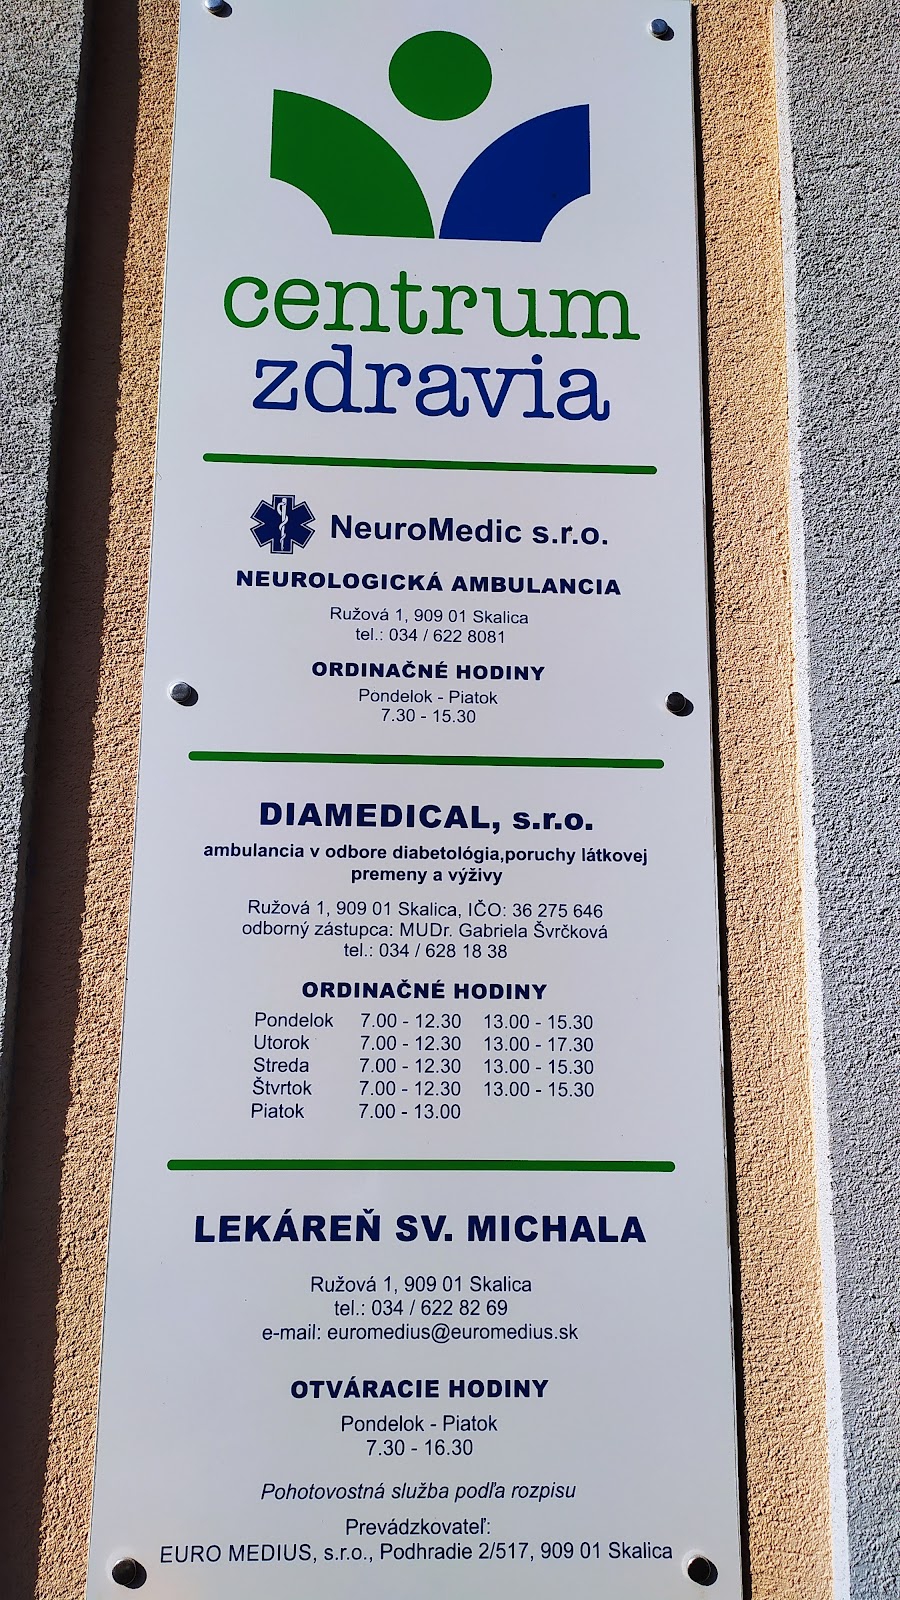 centrum
zdravia
NeuroMedic s.r.o.
NEUROLOGICKÁ AMBULANCIA
Ružová 1, 909 01 Skalica
tel.: 034 / 622 8081
ORDINAČNÉ HODINY
Pondelok - Piatok
7.30 - 15.30
DIAMEDICAL, s.r.o.
ambulancia v odbore diabetológia,poruchy látkovej
premeny a výživy
Ružová 1, 909 01 Skalica, IČO: 36 275 646
odborný zástupca: MUDr. Gabriela Švrčková
tel.: 034 / 628 18 38
ORDINAČNÉ HODINY
Pondelok 7.00 - 12.30 13.00 - 15.30
Utorok 7.00 - 12.30 13.00 - 17.30
Streda 7.00 - 12.30 13.00 - 15.30
Štvrtok 7.00 - 12.30 13.00 - 15.30
Piatok 7.00 - 13.00
LEKÁREŇ SV. MICHALA
Ružová 1, 909 01 Skalica
tel.: 034 / 622 82 69
e-mail: euromedius@euromedius.sk
OTVÁRACIE HODINY
Pondelok - Piatok
7.30 - 16.30
Pohotovostná služba podľa rozpisu
Prevádzkovateľ:
EURO MEDIUS, s.r.o., Podhradie 2/517, 909 01 Skalica